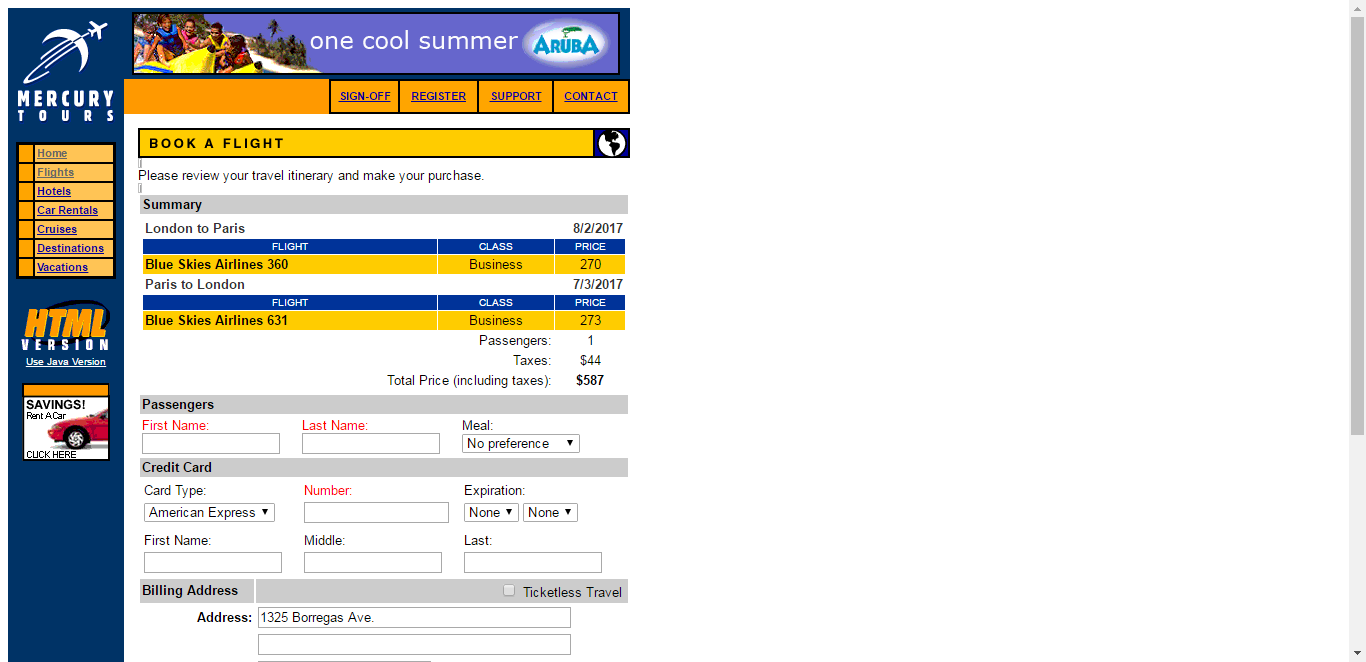 one cool summer ARUBA
MERCURY
TOURS
SIGN-OFF REGISTER SUPPORT CONTACT
Home
Flights
Hotels
Car Rentals
Cruises
Destinations
Vacations
HTML
VERSION
Use Java Version
SAVINGS!
Rent A Car
CLICK HERE
BOOK A FLIGHT
Please review your travel itinerary and make your purchase.
Summary
London to Paris 8/2/2017
FLIGHT CLASS PRICE
Blue Skies Airlines 360 Business 270
Paris to London 7/3/2017
FLIGHT CLASS PRICE
Blue Skies Airlines 631 Business 273
Passengers: 1
Taxes: $44
Total Price (including taxes): $587
Passengers
First Name: Last Name: Meal:
No preference
Credit Card
Card Type: Number: Expiration:
American Express None None
First Name: Middle: Last:
Billing Address Ticketless Travel
Address: 1325 Borregas Ave.